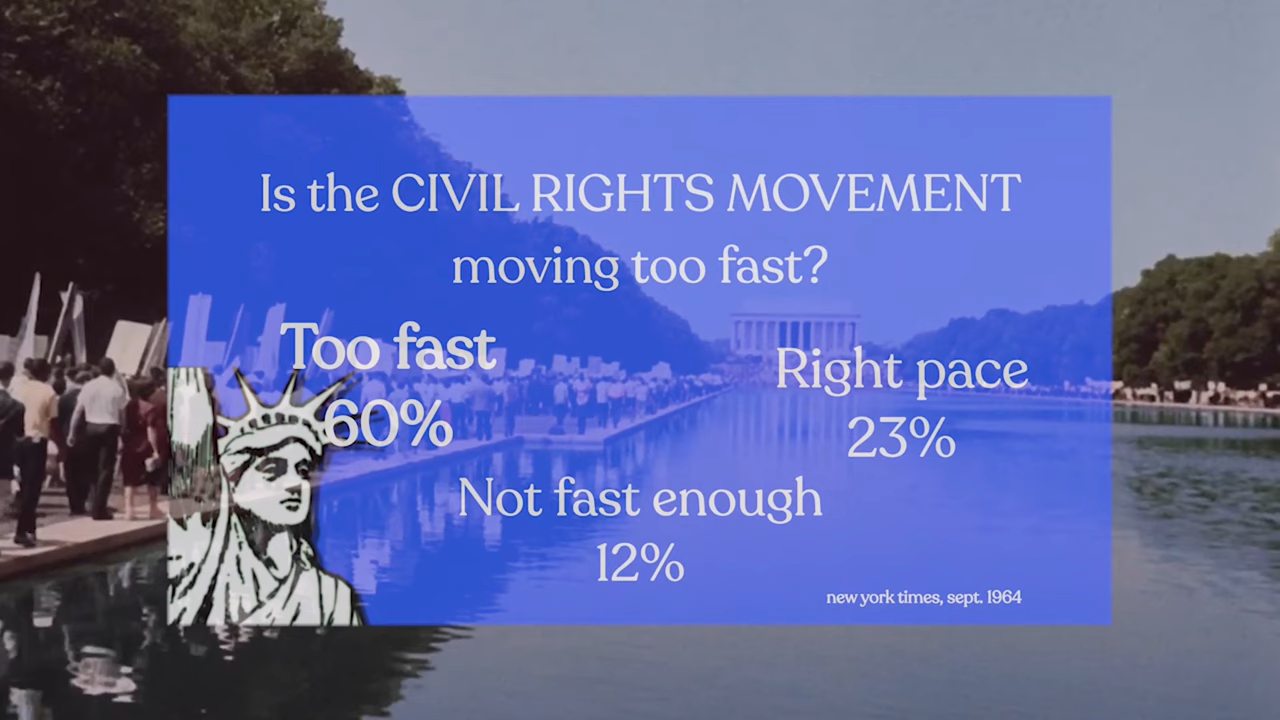 Is the CIVIL RIGHTS MOVEMENT
moving too fast?
Too fast
60%
Right pace
23%
Not fast enough
12%
new york times, sept. 1964